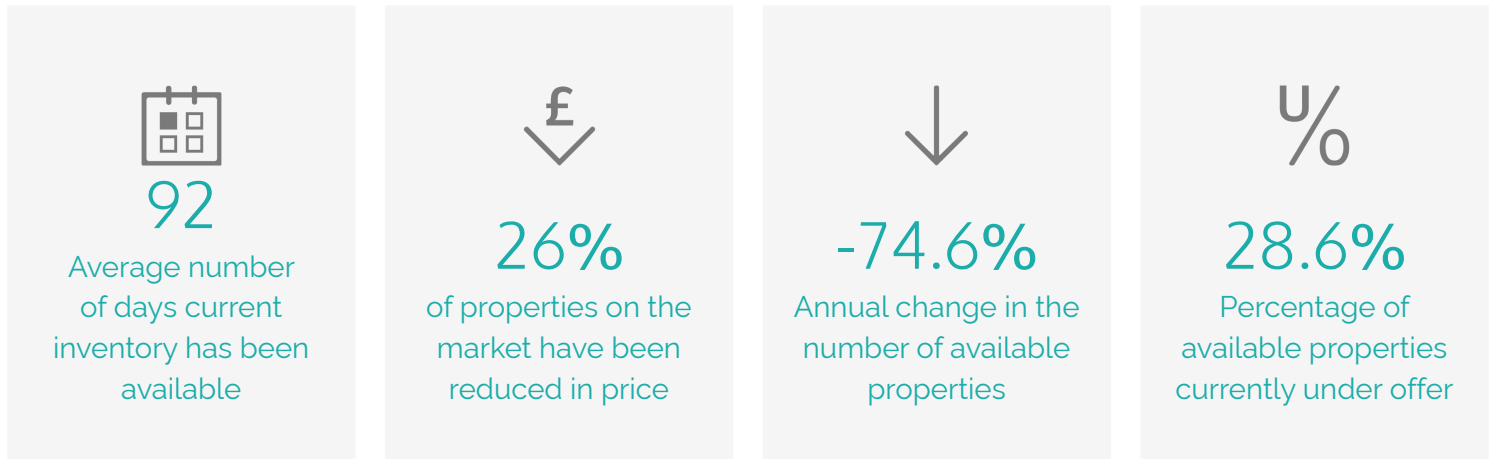 92
Average number
of days current
inventory has been
available
£
26%
of properties on the
market have been
reduced in price
-74.6%
Annual change in the
number of available
properties
U/O
28.6%
Percentage of
available properties
currently under offer